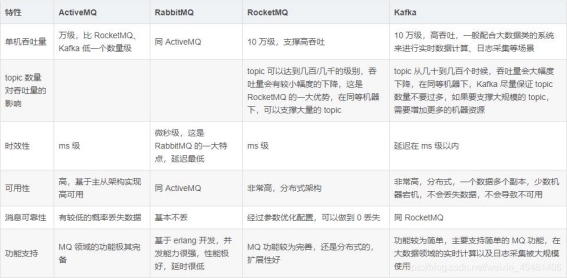 特性 ActiveMQ RabbitMQ RocketMQ Kafka
单机吞吐量
万级，比 RocketMQ、
Kafka 低一个数量级
同 ActiveMQ
10 万级，支撑高吞吐
10 万级，高吞吐，一般配合大数据类的系统
来进行实时数据计算、日志采集等场景
topic 数量
对吞吐量的
影响
topic 可以达到几百/几千的级别，吞
吐量会有较小幅度的下降，这是
RocketMQ 的一大优势，在同等机器
下，可以支撑大量的 topic
topic 从几十到几百个时候，吞吐量会大幅度
下降，在同等机器下，Kafka 尽量保证 topic
数量不要过多，如果要支撑大规模的 topic，
需要增加更多的机器资源
时效性
ms 级
微秒级，这是
RabbitMQ 的一大特
点，延迟最低
ms 级
延迟在 ms 级以内
可用性
高，基于主从架构实现
高可用
同 ActiveMQ
非常高，分布式架构
非常高，分布式，一个数据多个副本，少数机
器宕机，不会丢失数据，不会导致不可用
消息可靠性
有较低的概率丢失数据
基本不丢
经过参数优化配置，可以做到 0 丢失
同 RocketMQ
功能支持
MQ 领域的功能极其完
备
基于 erlang 开发，并
发能力很强，性能极
好，延时很低
MQ 功能较为完善，还是分布式的，
扩展性好
功能较为简单，主要支持简单的 MQ 功能，在
大数据领域的实时计算以及日志采集被大规模
使用